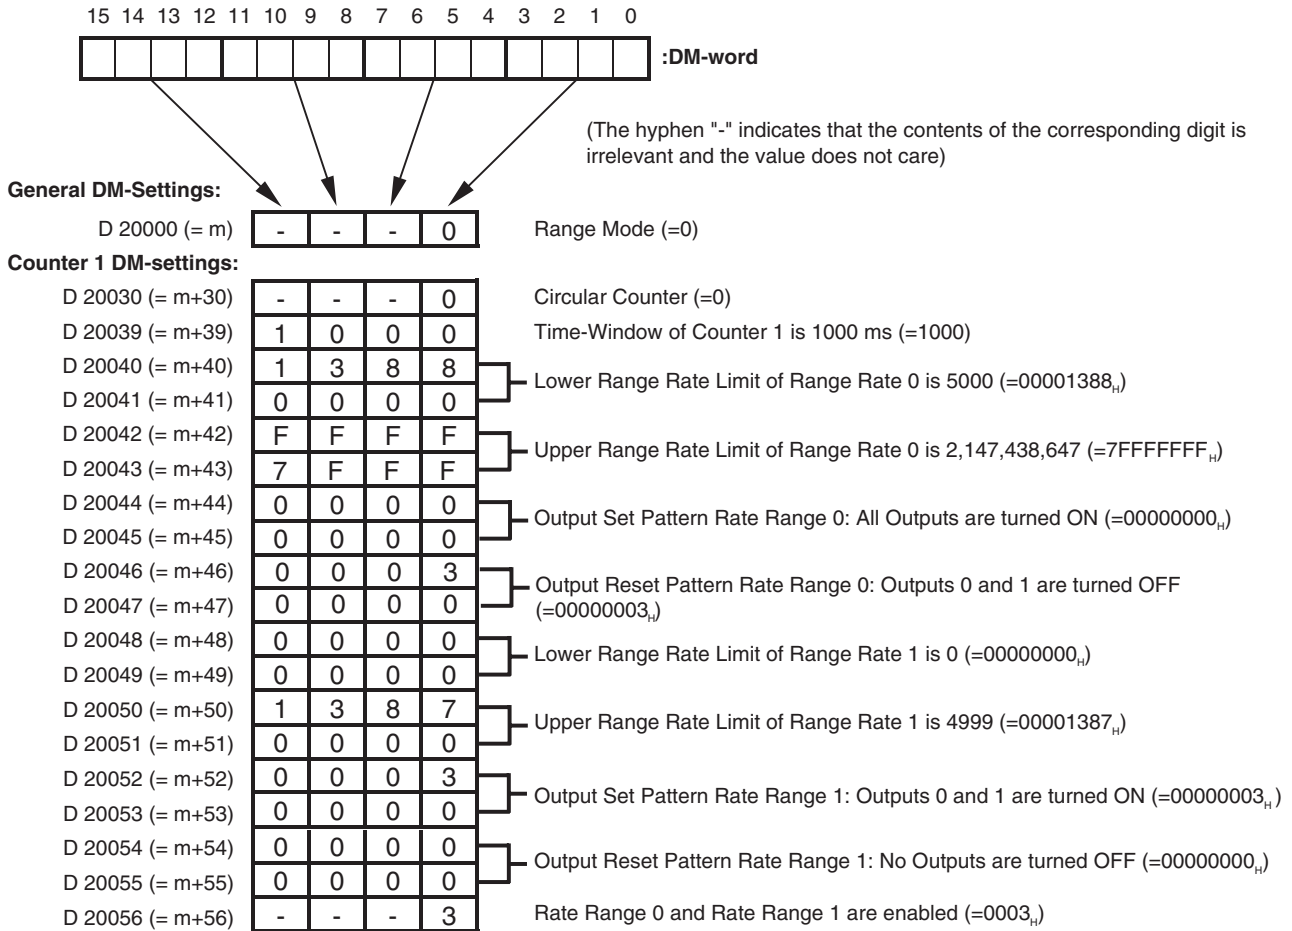 15 14 13 12 11 10 9 8 7 6 5 4 3 2 1 0
:DM-word
(The hyphen "-" indicates that the contents of the corresponding digit is
irrelevant and the value does not care)
General DM-Settings:
D 20000 (= m) - - - 0 Range Mode (=0)
Counter 1 DM-settings:
D 20030 (= m+30) - - - 0 Circular Counter (=0)
D 20039 (= m+39) 1 0 0 0 Time-Window of Counter 1 is 1000 ms (=1000)
D 20040 (= m+40) 1 3 8 8
Lower Range Rate Limit of Range Rate 0 is 5000 (=00001388H)
D 20041 (= m+41) 0 0 0 0
D 20042 (= m+42) F F F F
Upper Range Rate Limit of Range Rate 0 is 2,147,438,647 (=7FFFFFFFH)
D 20043 (= m+43) 7 F F F
D 20044 (= m+44) 0 0 0 0
Output Set Pattern Rate Range 0: All Outputs are turned ON (=00000000H)
D 20045 (= m+45) 0 0 0 0
D 20046 (= m+46) 0 0 0 3
Output Reset Pattern Rate Range 0: Outputs 0 and 1 are turned OFF
D 20047 (= m+47) 0 0 0 0
(=00000003H)
D 20048 (= m+48) 0 0 0 0
Lower Range Rate Limit of Range Rate 1 is 0 (=00000000H)
D 20049 (= m+49) 0 0 0 0
D 20050 (= m+50) 1 3 8 7
Upper Range Rate Limit of Range Rate 1 is 4999 (=00001387H)
D 20051 (= m+51) 0 0 0 0
D 20052 (= m+52) 0 0 0 3
Output Set Pattern Rate Range 1: Outputs 0 and 1 are turned ON (=00000003H)
D 20053 (= m+53) 0 0 0 0
D 20054 (= m+54) 0 0 0 0
Output Reset Pattern Rate Range 1: No Outputs are turned OFF (=00000000H)
D 20055 (= m+55) 0 0 0 0
D 20056 (= m+56) - - - 3 Rate Range 0 and Rate Range 1 are enabled (=0003H)